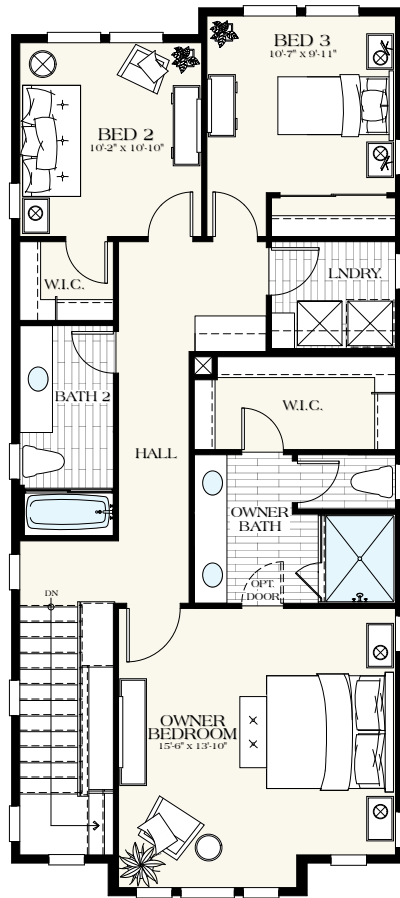 BED 3
10'-7" x 9'-11"
BED 2
10'-2" x 10'-10"
LNDRY.
W.I.C.
BATH 2
W.I.C.
HALL
OWNER
BATH
OPT.
DOOR
DN
OWNER
BEDROOM
15'-6" x 13'-10"